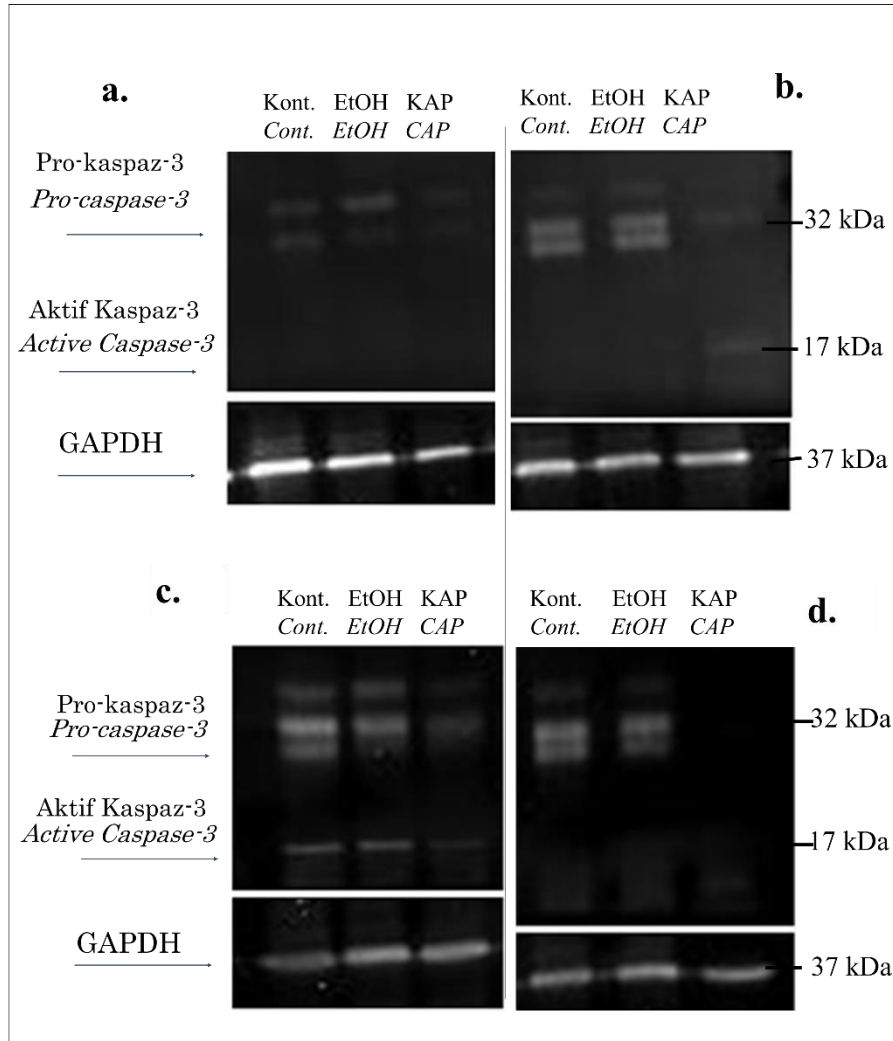 a.
Kont. EtOH KAP
Cont. EtOH CAP
b.
Kont. EtOH KAP
Cont. EtOH CAP
Pro-kaspaz-3
Pro-caspase-3
32 kDa
Aktif Kaspaz-3
Active Caspase-3
17 kDa
GAPDH
37 kDa
c.
Kont. EtOH KAP
Cont. EtOH CAP
d.
Kont. EtOH KAP
Cont. EtOH CAP
Pro-kaspaz-3
Pro-caspase-3
32 kDa
Aktif Kaspaz-3
Active Caspase-3
17 kDa
GAPDH
37 kDa